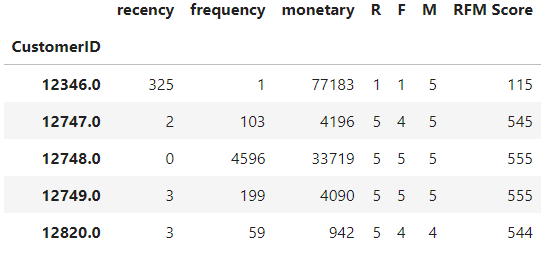 recency frequency monetary R F M RFM Score
CustomerID
12346.0 325 1 77183 1 1 5 115
12747.0 2 103 4196 5 4 5 545
12748.0 0 4596 33719 5 5 5 555
12749.0 3 199 4090 5 5 5 555
12820.0 3 59 942 5 4 4 544